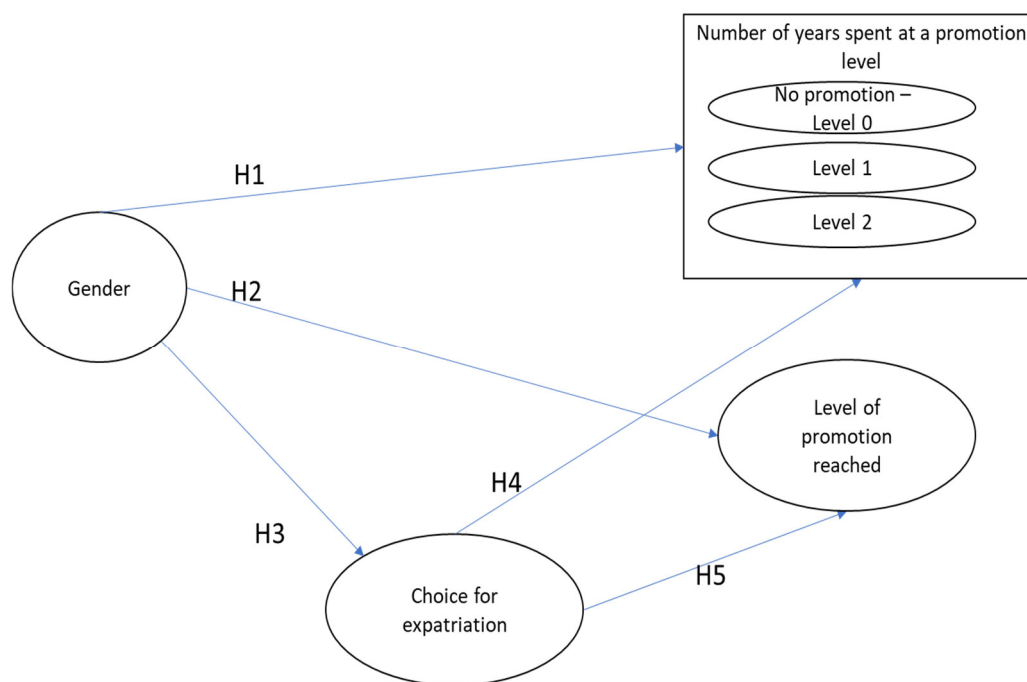 Number of years spent at a promotion
level
No promotion –
Level 0
Level 1
Level 2
H1
Gender
H2
Level of
promotion
reached
H4
H3
H5
Choice for
expatriation